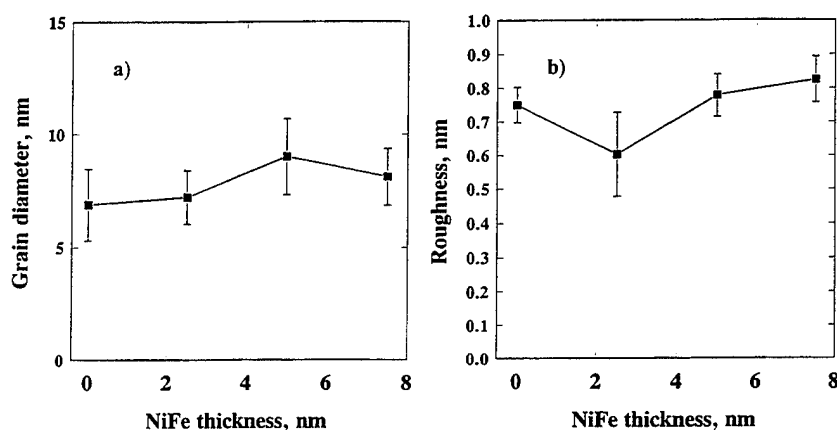 a)
15
10
5
0
Grain diameter, nm
0 2 4 6 8
NiFe thickness, nm
b)
1.0
0.9
0.8
0.7
0.6
0.5
0.4
0.3
0.2
0.1
0.0
Roughness, nm
0 2 4 6 8
NiFe thickness, nm